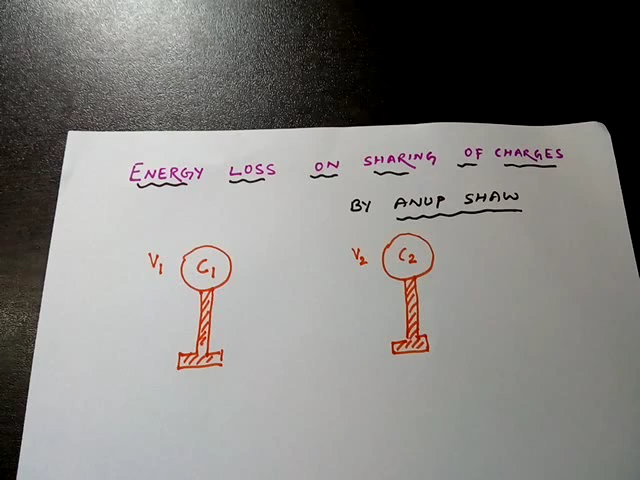 ENERGY LOSS ON SHARING OF CHARGES
BY ANUP SHAW
V1 C1 V2 C2